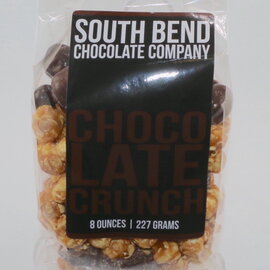 SOUTH BEND
CHOCOLATE COMPANY
CHOCO
LATE
CRUNCH
8 OUNCES | 227 GRAMS